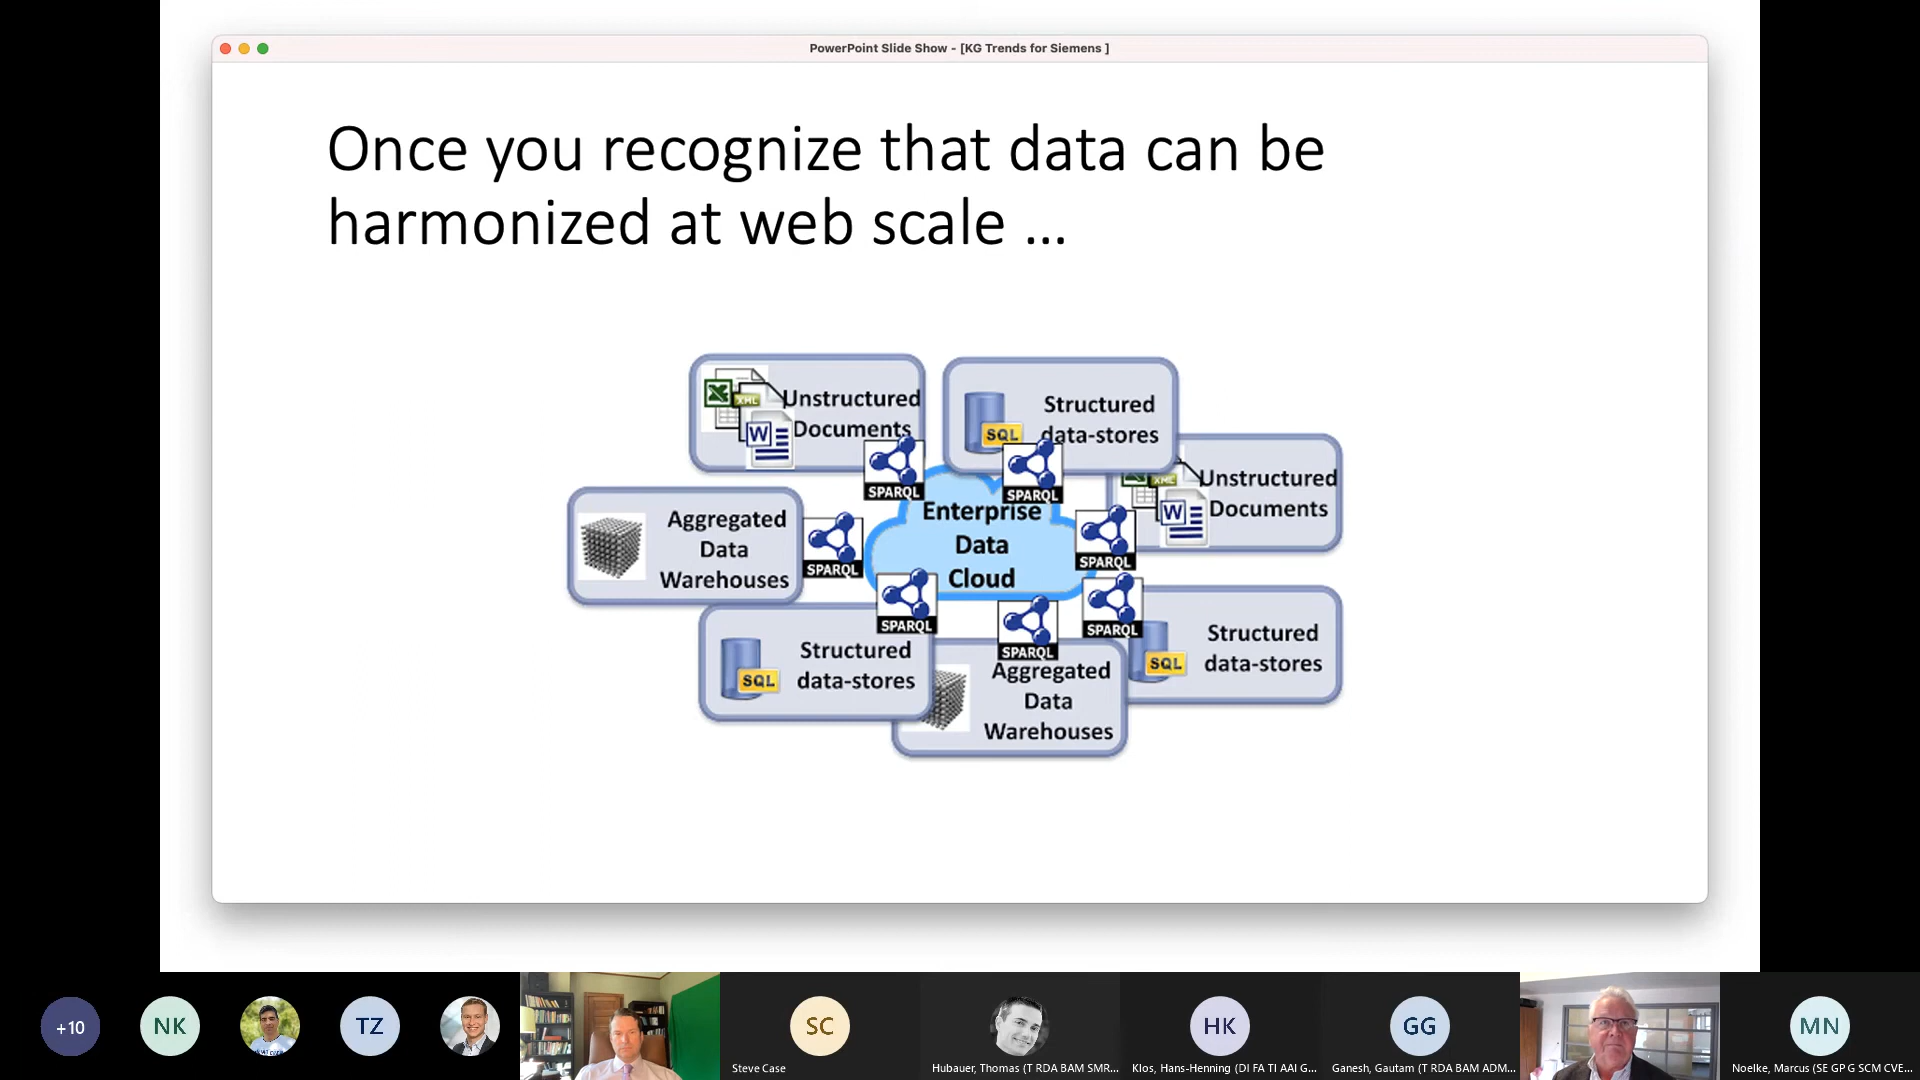 PowerPoint Slide Show - [KG Trends for Siemens ]
Once you recognize that data can be
harmonized at web scale ...
Unstructured
Documents
XML
W
SPARQL
Structured
data-stores
SQL
SPARQL
Unstructured
Documents
XML
W
SPARQL
Aggregated
Data
Warehouses
SPARQL
Enterprise
Data
Cloud
Structured
data-stores
SQL
SPARQL
Aggregated
Data
Warehouses
SPARQL
Structured
data-stores
SQL
SPARQL
+10
NK
TZ
SC
Steve Case
Hubauer, Thomas (T RDA BAM SMR...
HK
Klos, Hans-Henning (DI FA TI AAI G...
GG
Ganesh, Gautam (T RDA BAM ADM...
MN
Noelke, Marcus (SE GP G SCM CVE...